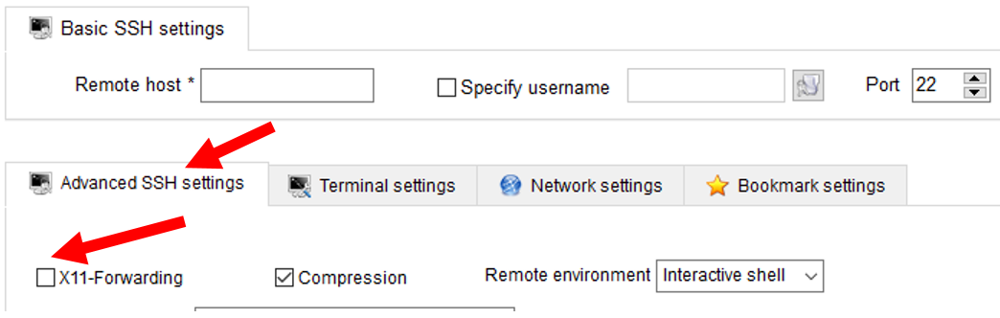 Basic SSH settings
Remote host * Specify username Port 22
Advanced SSH settings Terminal settings Network settings Bookmark settings
X11-Forwarding Compression Remote environment Interactive shell